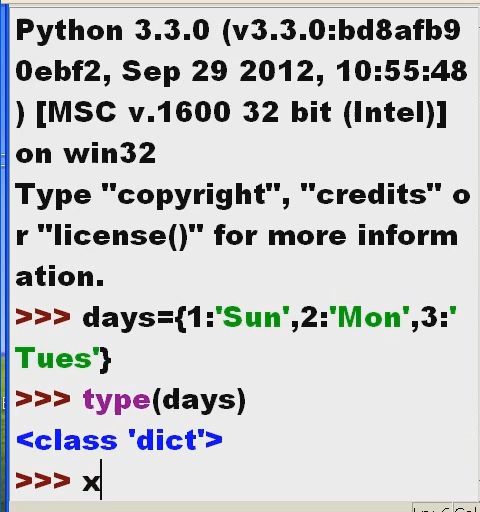 Python 3.3.0 (v3.3.0:bd8afb9
0ebf2, Sep 29 2012, 10:55:48
) [MSC v.1600 32 bit (Intel)]
on win32
Type "copyright", "credits" o
r "license()" for more inform
ation.
>>> days={1:'Sun',2:'Mon',3:'
Tues'}
>>> type(days)
<class 'dict'>
>>> x